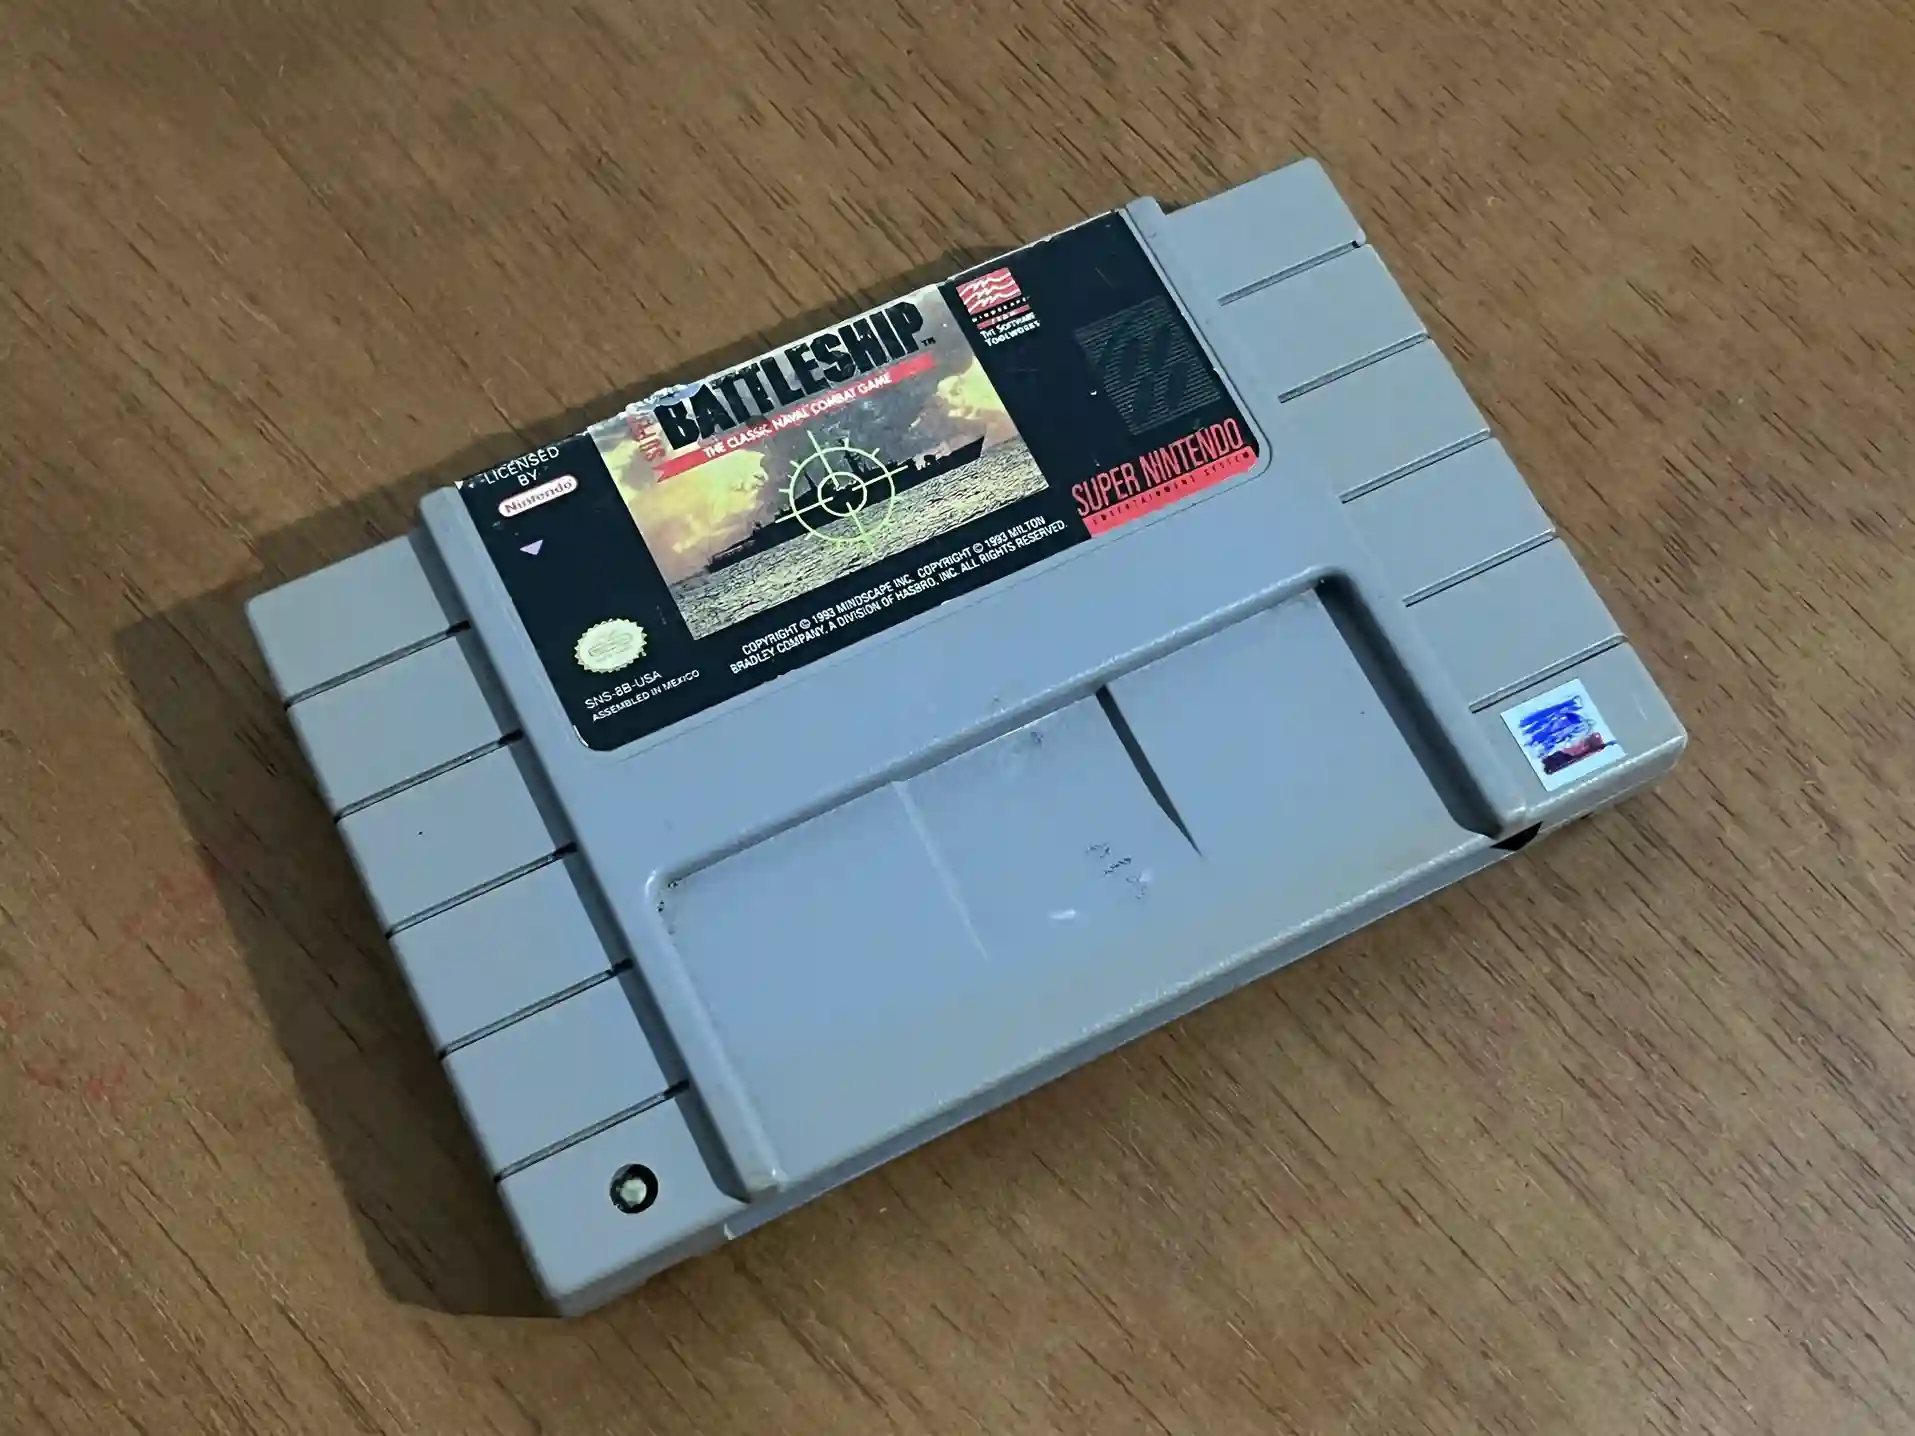 LICENSED
BY
Nintendo
SUPER
BATTLESHIP™
THE CLASSIC NAVAL COMBAT GAME
MINDSCAPE
THE SOFTWARE
TOOLWORKS
SUPER NINTENDO
ENTERTAINMENT SYSTEM
COPYRIGHT © 1993 MINDSCAPE INC. COPYRIGHT © 1993 MILTON
BRADLEY COMPANY, A DIVISION OF HASBRO, INC. ALL RIGHTS RESERVED.
SNS-8B-USA
ASSEMBLED IN MEXICO